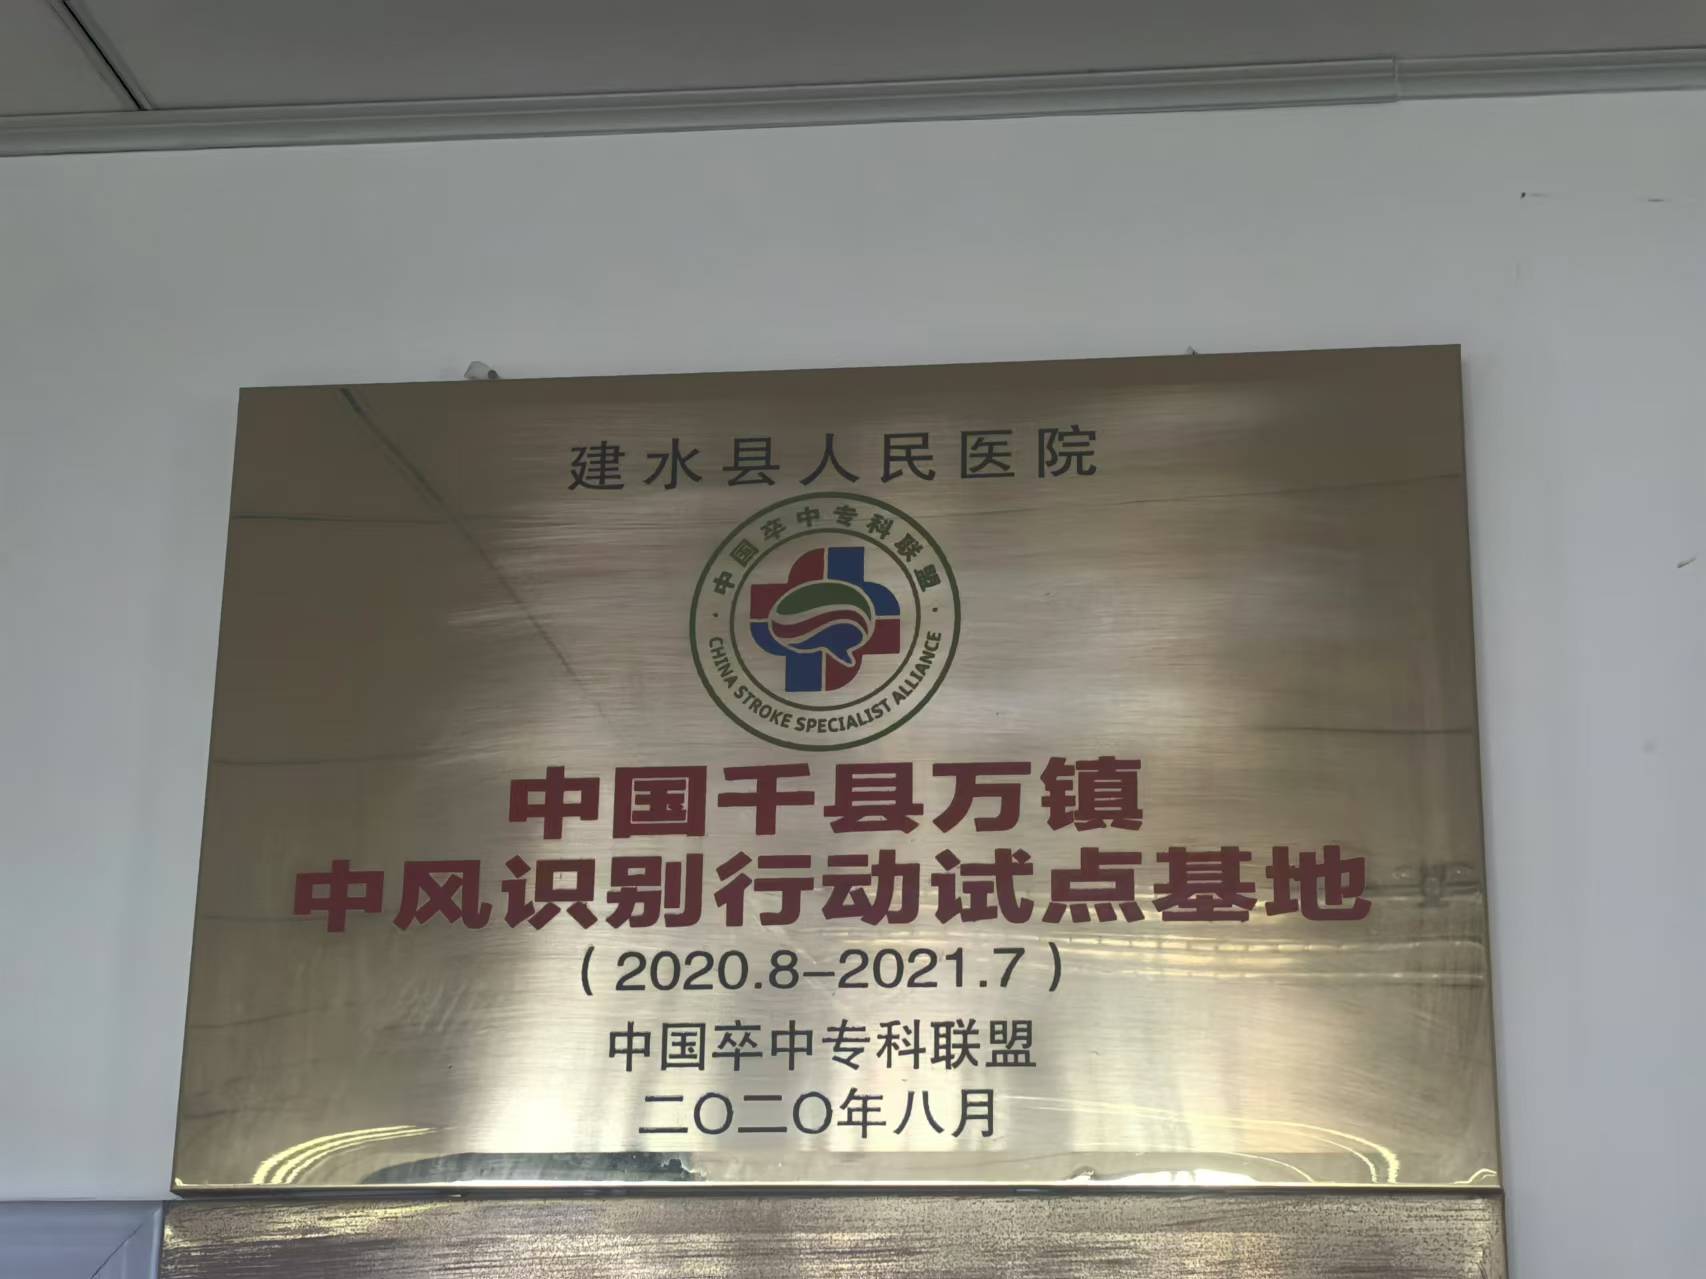 建水县人民医院
中国卒中专科联盟
CHINA STROKE SPECIALIST ALLIANCE
中国千县万镇
中风识别行动试点基地
（2020.8-2021.7）
中国卒中专科联盟
二〇二〇年八月